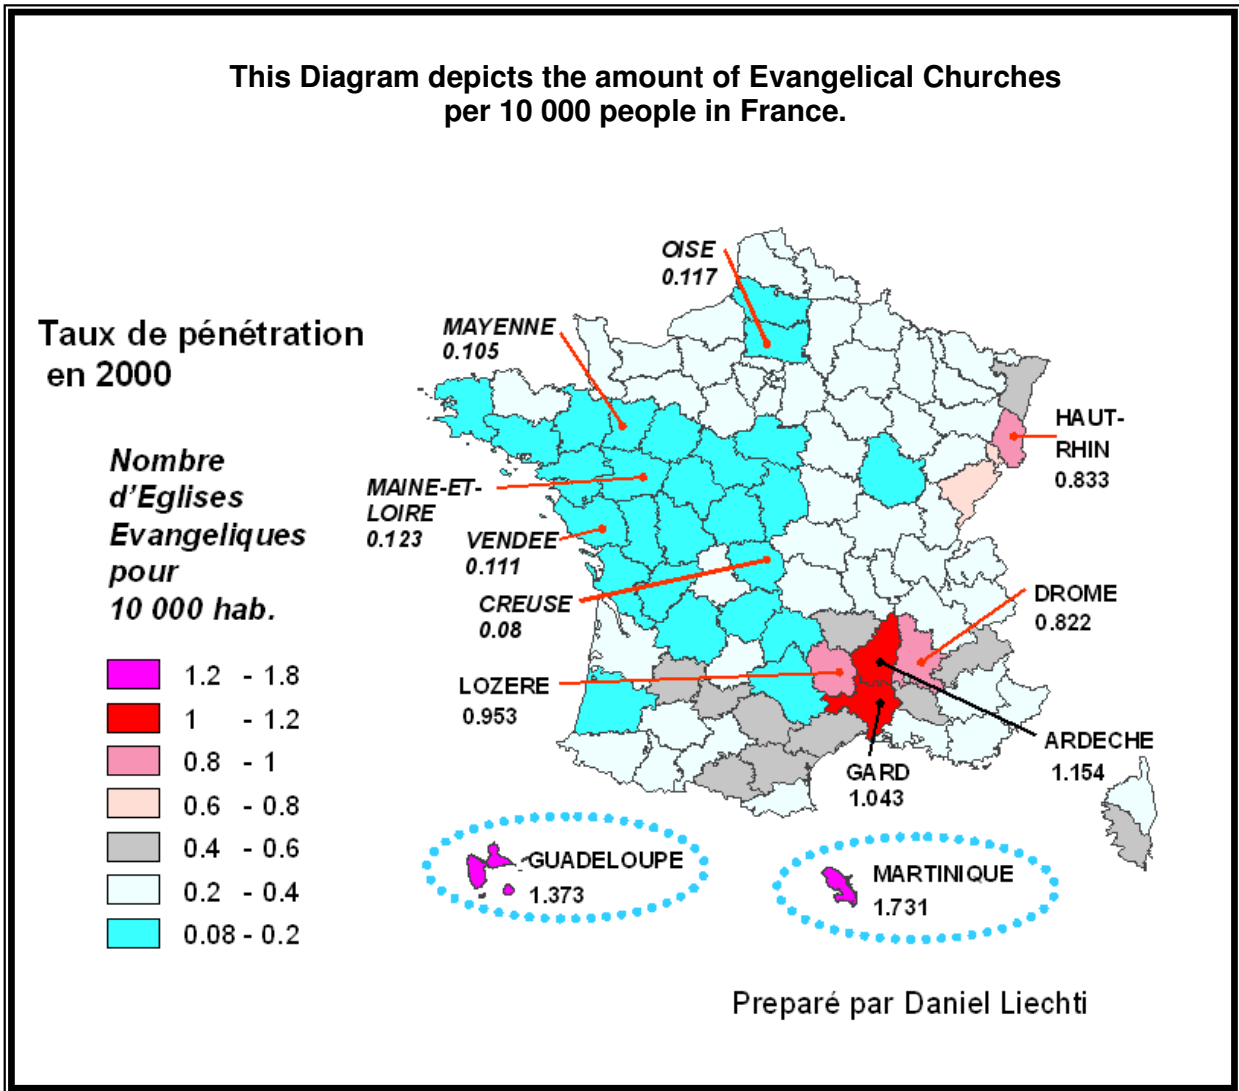 This Diagram depicts the amount of Evangelical Churches
per 10 000 people in France.
Taux de pénétration
en 2000
Nombre
d'Eglises
Evangeliques
pour
10 000 hab.
1.2 - 1.8
1 - 1.2
0.8 - 1
0.6 - 0.8
0.4 - 0.6
0.2 - 0.4
0.08 - 0.2
OISE
0.117
MAYENNE
0.105
MAINE-ET-
LOIRE
0.123
VENDEE
0.111
CREUSE
0.08
LOZERE
0.953
HAUT-
RHIN
0.833
DROME
0.822
ARDECHE
1.154
GARD
1.043
GUADELOUPE
1.373
MARTINIQUE
1.731
Preparé par Daniel Liechti